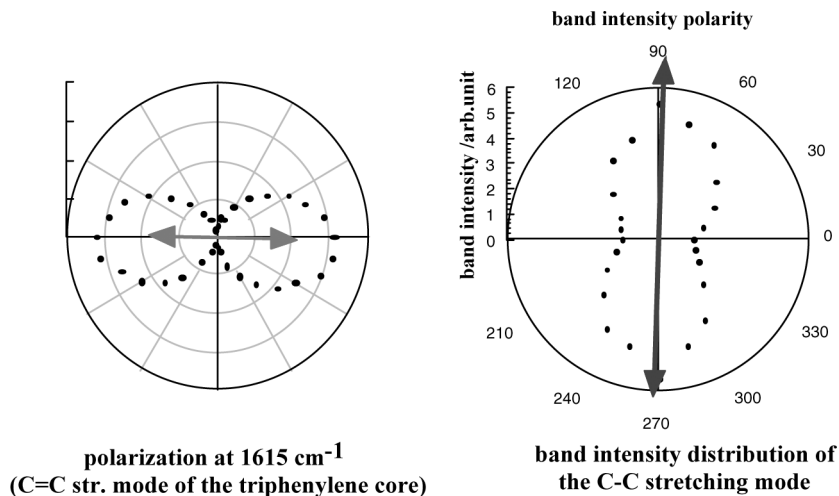 band intensity polarity
90
120
60
30
0
330
300
270
240
210
band intensity /arb.unit
6
5
4
3
2
1
0
polarization at 1615 cm-1
(C=C str. mode of the triphenylene core)
band intensity distribution of
the C-C stretching mode